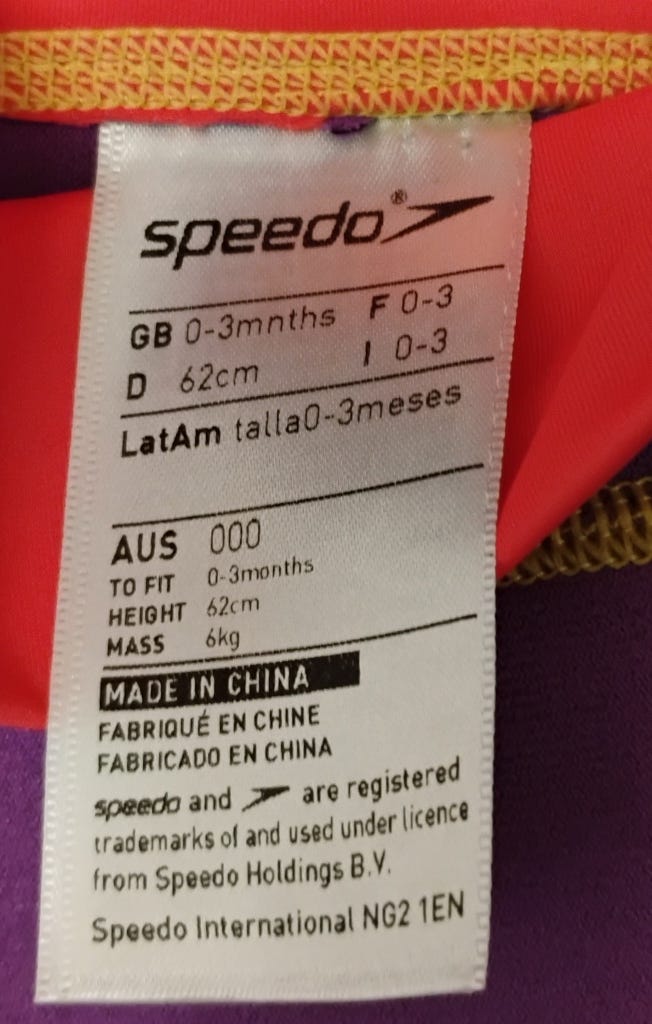 speedo®
GB 0-3mnths F 0-3
D 62cm I 0-3
LatAm talla0-3meses
AUS 000
TO FIT 0-3months
HEIGHT 62cm
MASS 6kg
MADE IN CHINA
FABRIQUÉ EN CHINE
FABRICADO EN CHINA
speedo and are registered
trademarks of and used under licence
from Speedo Holdings B.V.
Speedo International NG2 1EN